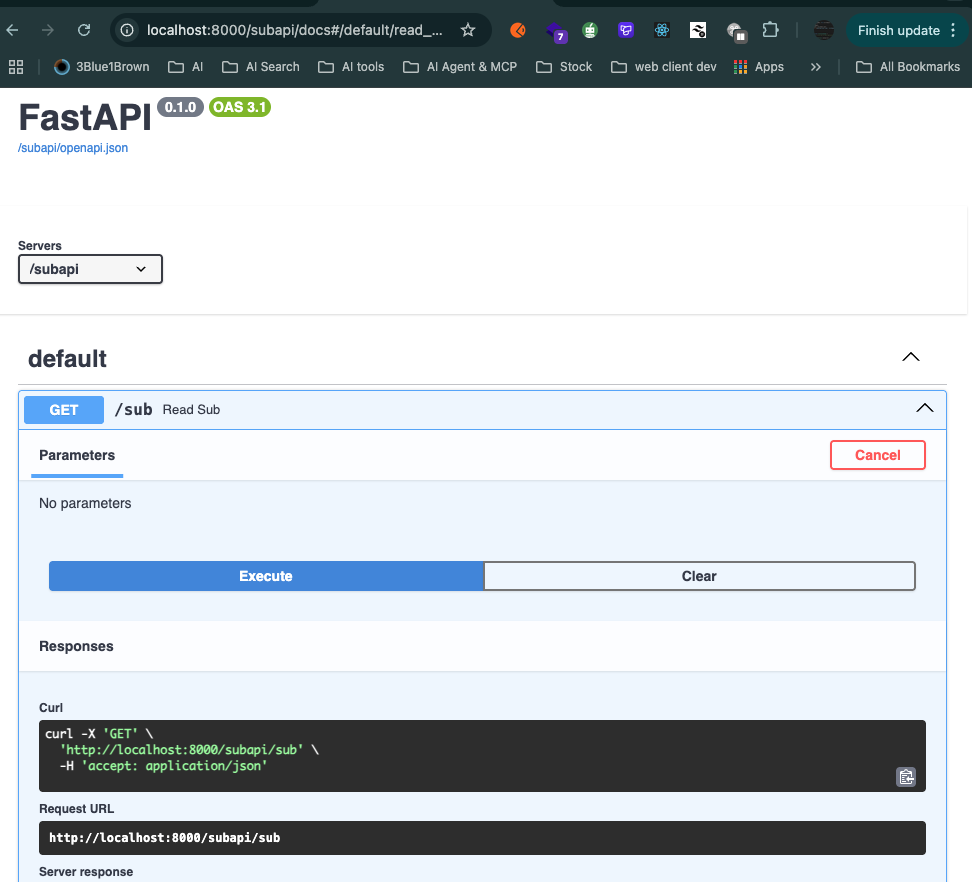 localhost:8000/subapi/docs#/default/read_...
7
Finish update
3Blue1Brown AI AI Search AI tools AI Agent & MCP Stock web client dev Apps All Bookmarks
FastAPI 0.1.0 OAS 3.1
/subapi/openapi.json
Servers
/subapi
default
GET /sub Read Sub
Parameters Cancel
No parameters
Execute Clear
Responses
Curl
curl -X 'GET' \
'http://localhost:8000/subapi/sub' \
-H 'accept: application/json'
Request URL
http://localhost:8000/subapi/sub
Server response